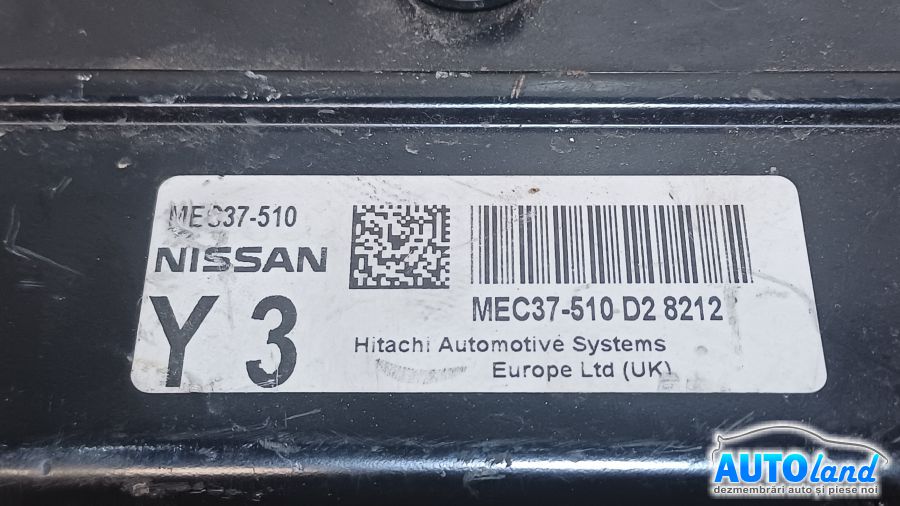 MEC37-510
NISSAN
Y 3
MEC37-510 D2 8212
Hitachi Automotive Systems
Europe Ltd (UK)
AUTOland
dezmembrări auto și piese noi